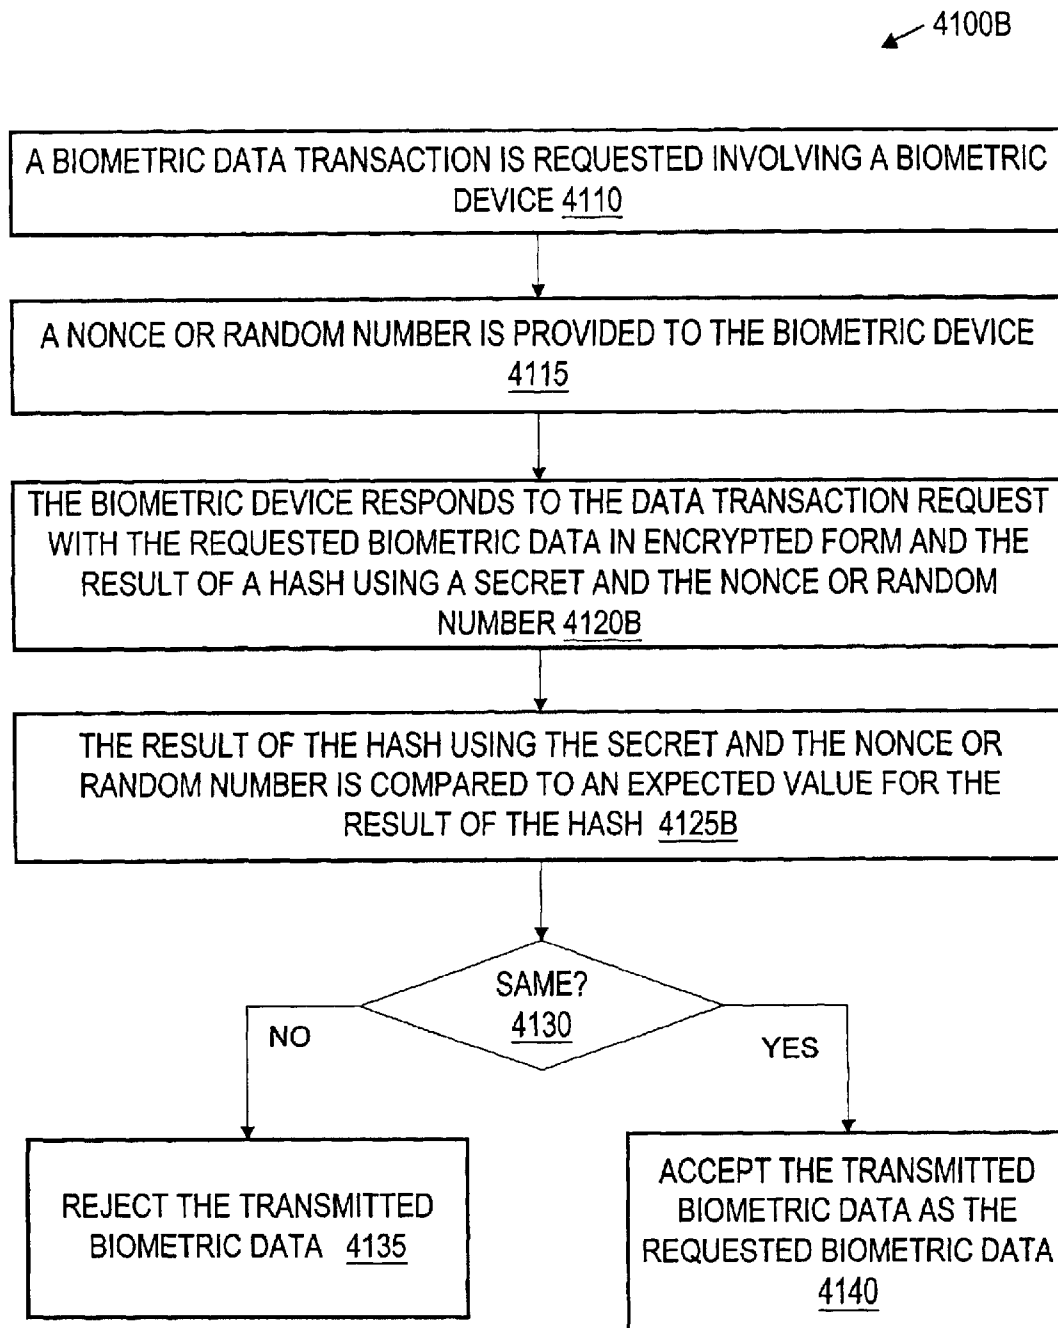 4100B
A BIOMETRIC DATA TRANSACTION IS REQUESTED INVOLVING A BIOMETRIC
DEVICE 4110
A NONCE OR RANDOM NUMBER IS PROVIDED TO THE BIOMETRIC DEVICE
4115
THE BIOMETRIC DEVICE RESPONDS TO THE DATA TRANSACTION REQUEST
WITH THE REQUESTED BIOMETRIC DATA IN ENCRYPTED FORM AND THE
RESULT OF A HASH USING A SECRET AND THE NONCE OR RANDOM
NUMBER 4120B
THE RESULT OF THE HASH USING THE SECRET AND THE NONCE OR
RANDOM NUMBER IS COMPARED TO AN EXPECTED VALUE FOR THE
RESULT OF THE HASH 4125B
SAME?
4130
NO
YES
REJECT THE TRANSMITTED
BIOMETRIC DATA 4135
ACCEPT THE TRANSMITTED
BIOMETRIC DATA AS THE
REQUESTED BIOMETRIC DATA
4140